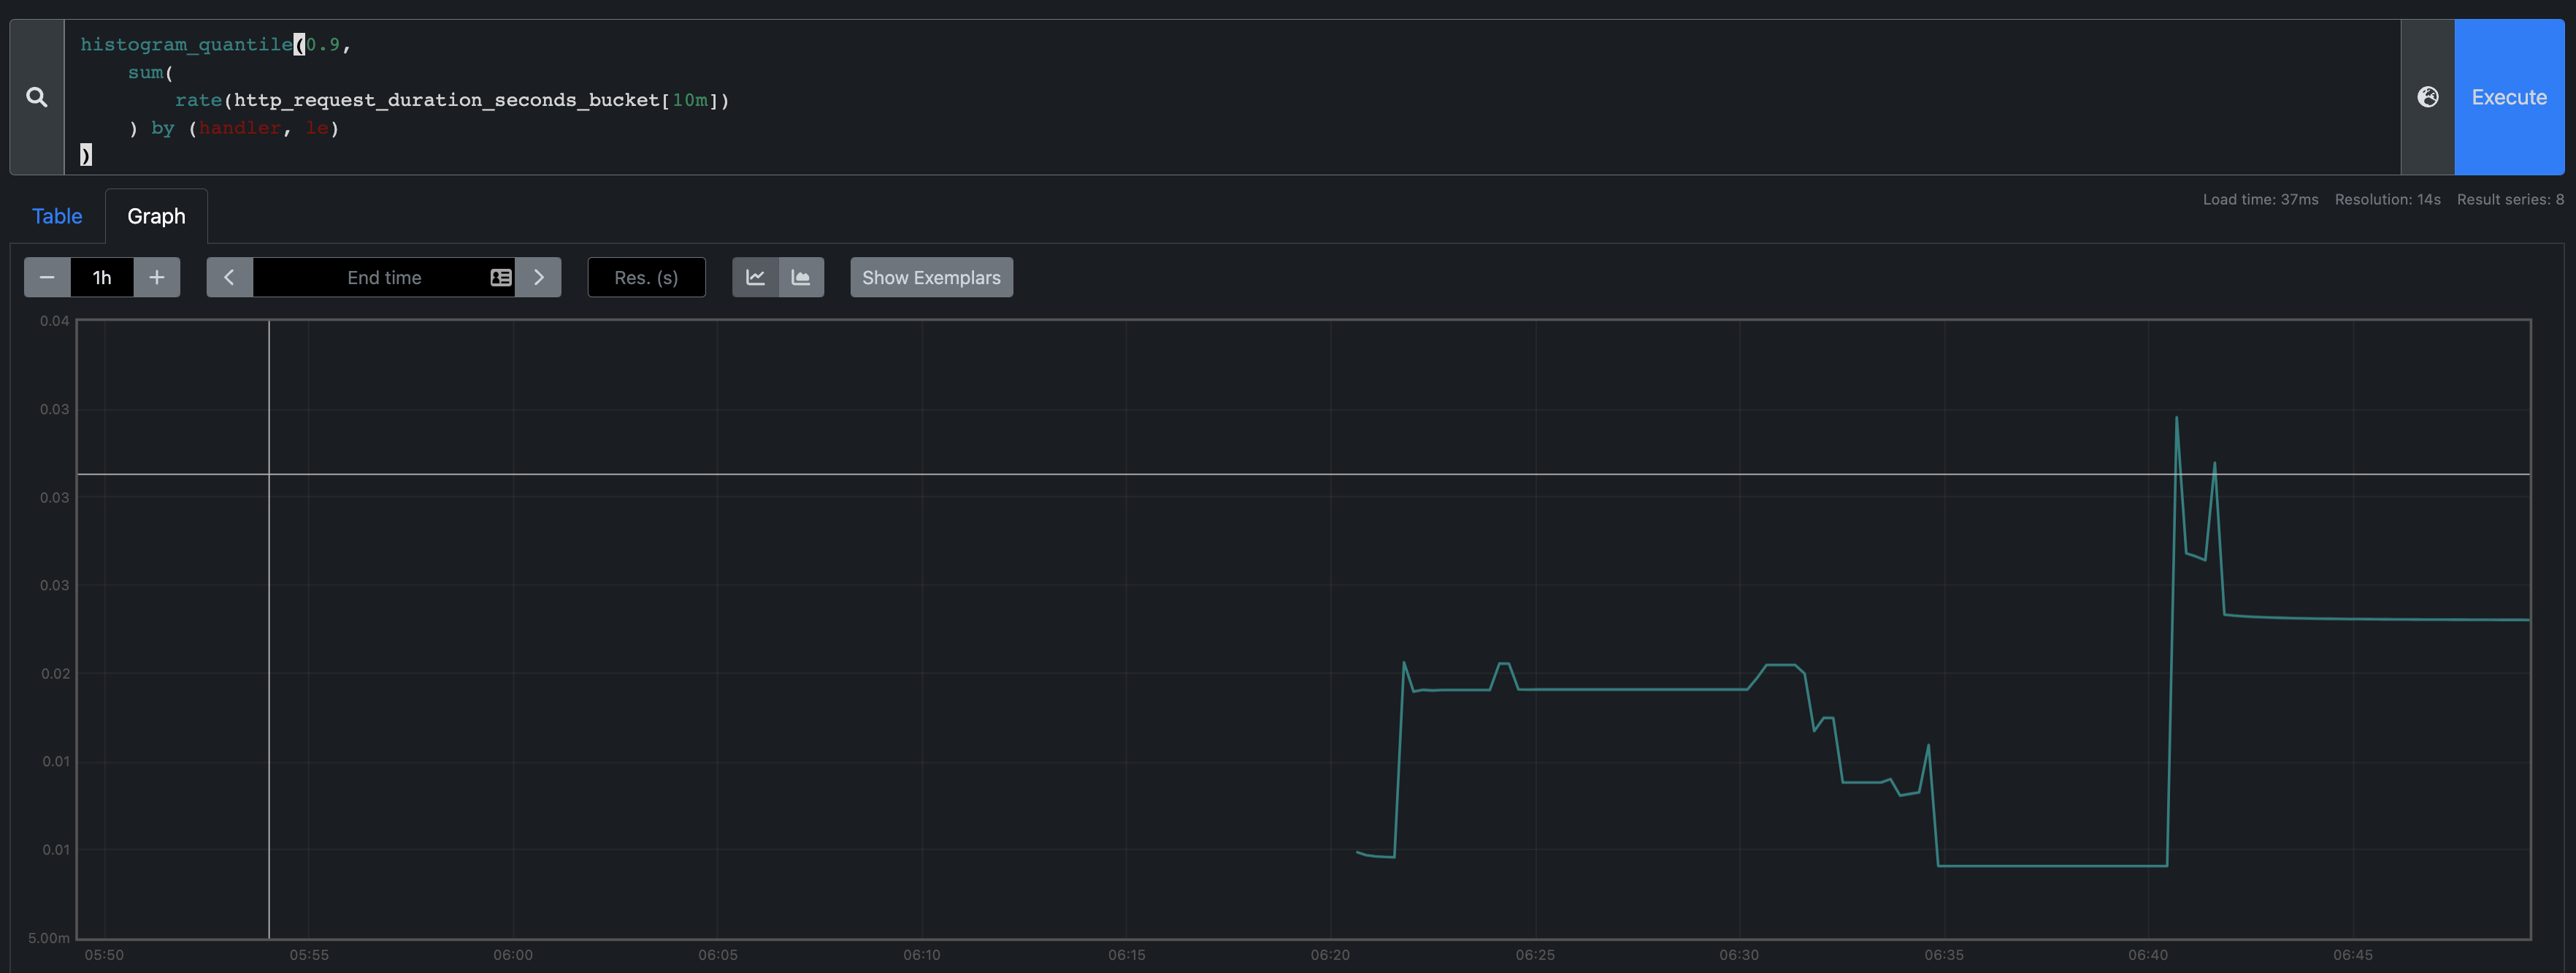 histogram_quantile(0.9,
sum(
rate(http_request_duration_seconds_bucket[10m])
) by (handler, le)
)
Execute
Table
Graph
Load time: 37ms Resolution: 14s Result series: 8
1h
End time
Res. (s)
Show Exemplars
0.04
0.03
0.03
0.03
0.02
0.01
0.01
5.00m
05:50 05:55 06:00 06:05 06:10 06:15 06:20 06:25 06:30 06:35 06:40 06:45